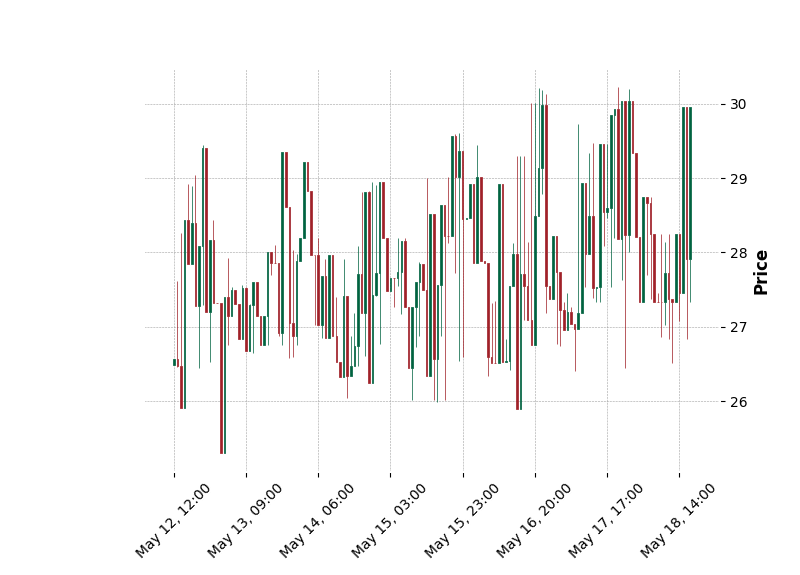 30
29
28
27
26
Price
May 12, 12:00
May 13, 09:00
May 14, 06:00
May 15, 03:00
May 15, 23:00
May 16, 20:00
May 17, 17:00
May 18, 14:00